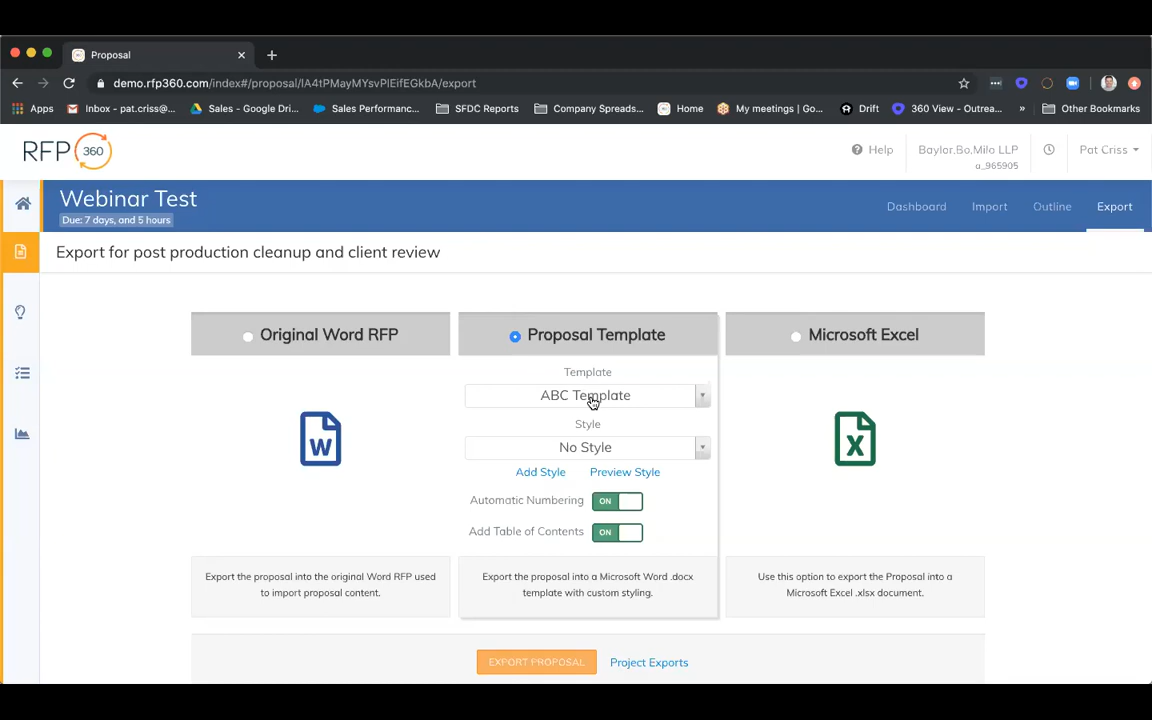 Proposal
demo.rfp360.com/index#/proposal/IA4tPMayMYsvPIEifEGkbA/export
Apps
Inbox - pat.criss@...
Sales - Google Dri...
Sales Performanc...
SFDC Reports
Company Spreads...
Home
My meetings | Go...
Drift
360 View - Outrea...
»
Other Bookmarks
RFP 360
Help
Baylor,Bo,Milo LLP
a_965905
Pat Criss
Webinar Test
Due: 7 days, and 5 hours
Dashboard
Import
Outline
Export
Export for post production cleanup and client review
Original Word RFP
Proposal Template
Microsoft Excel
Template
ABC Template
Style
No Style
Add Style
Preview Style
Automatic Numbering
ON
Add Table of Contents
ON
W
X
Export the proposal into the original Word RFP used
to import proposal content.
Export the proposal into a Microsoft Word .docx
template with custom styling.
Use this option to export the Proposal into a
Microsoft Excel .xlsx document.
EXPORT PROPOSAL
Project Exports